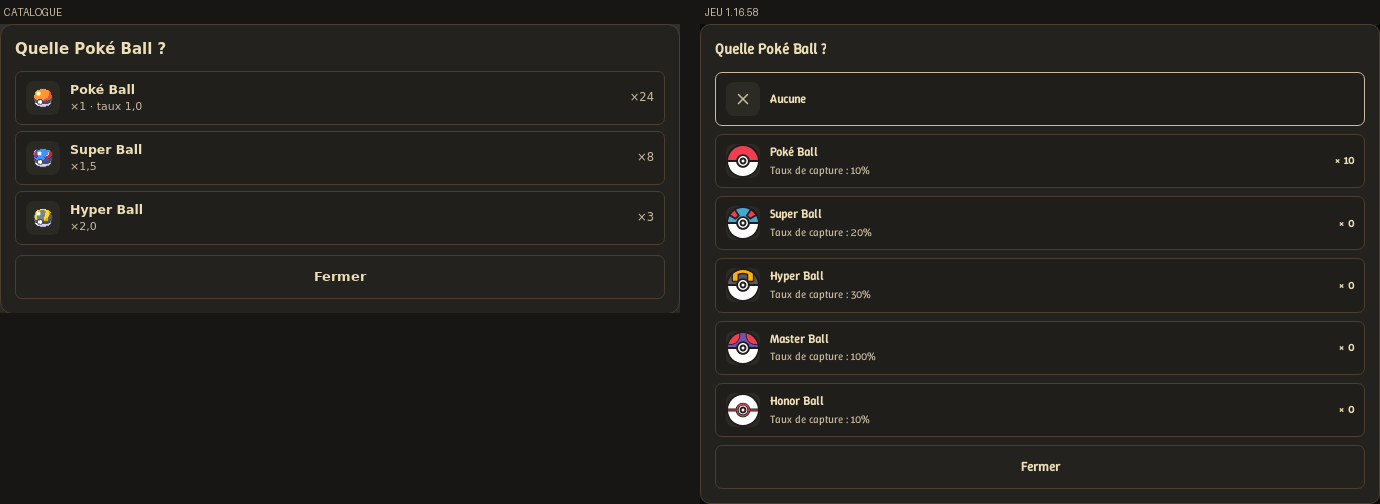 CATALOGUE
Quelle Poké Ball ?
Poké Ball
×1 · taux 1,0
×24
Super Ball
×1,5
×8
Hyper Ball
×2,0
×3
Fermer
JEU 1.16.58
Quelle Poké Ball ?
Aucune
Poké Ball
Taux de capture : 10%
× 10
Super Ball
Taux de capture : 20%
× 0
Hyper Ball
Taux de capture : 30%
× 0
Master Ball
Taux de capture : 100%
× 0
Honor Ball
Taux de capture : 10%
× 0
Fermer